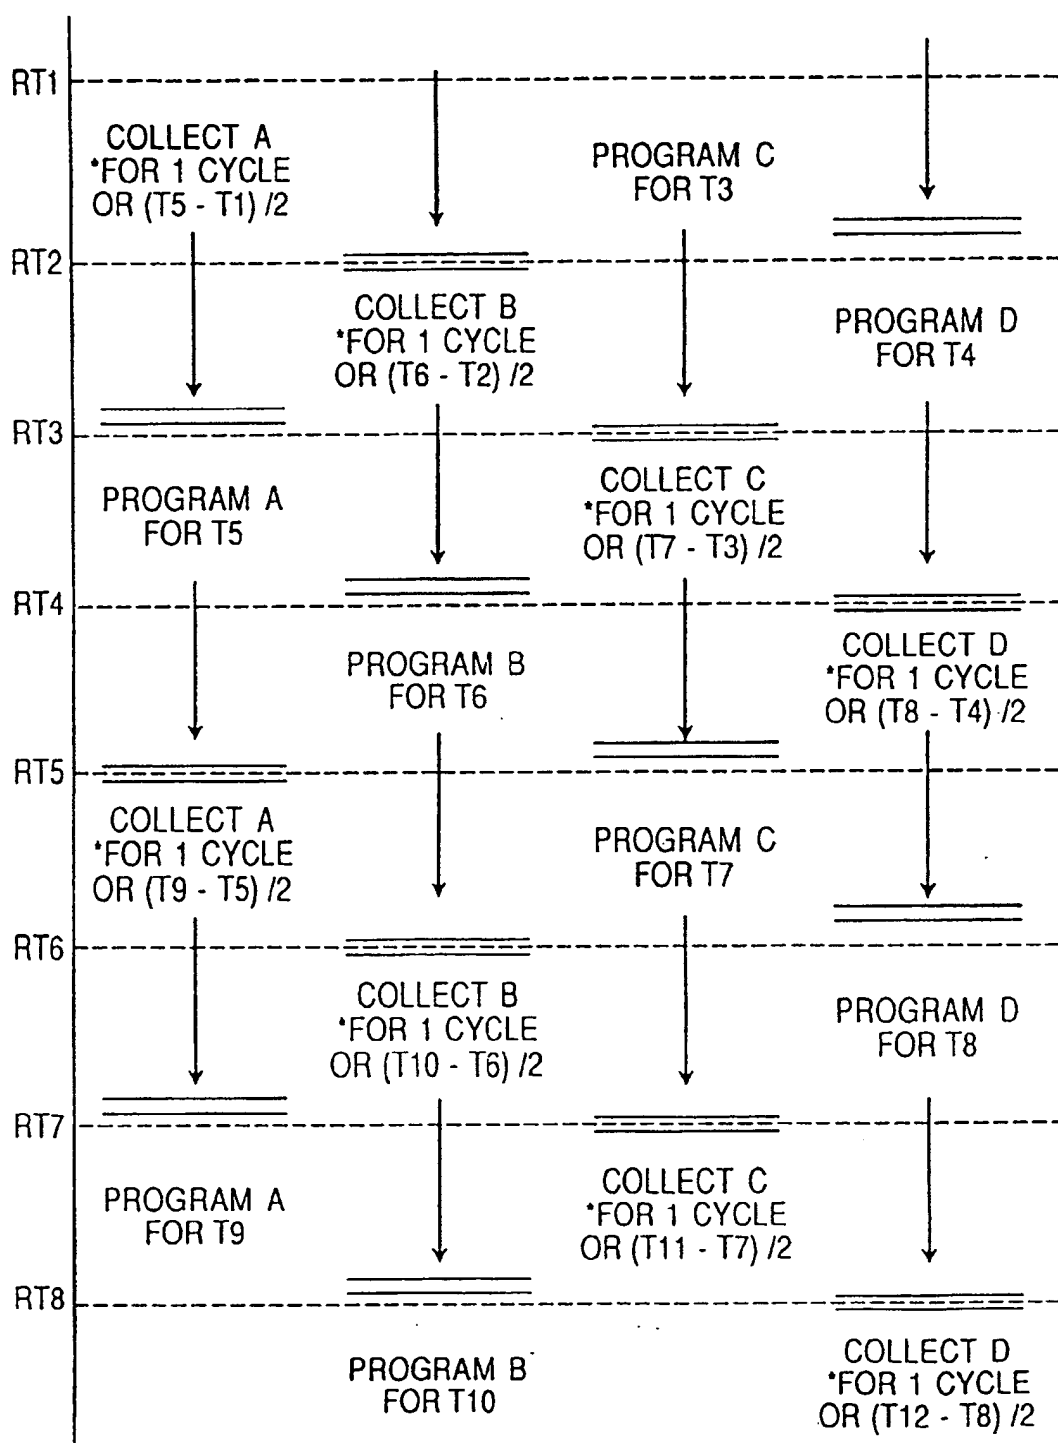 RT1
COLLECT A
*FOR 1 CYCLE
OR (T5 - T1) /2
PROGRAM C
FOR T3
RT2
COLLECT B
*FOR 1 CYCLE
OR (T6 - T2) /2
PROGRAM D
FOR T4
RT3
PROGRAM A
FOR T5
COLLECT C
*FOR 1 CYCLE
OR (T7 - T3) /2
RT4
PROGRAM B
FOR T6
COLLECT D
*FOR 1 CYCLE
OR (T8 - T4) /2
RT5
COLLECT A
*FOR 1 CYCLE
OR (T9 - T5) /2
PROGRAM C
FOR T7
RT6
COLLECT B
*FOR 1 CYCLE
OR (T10 - T6) /2
PROGRAM D
FOR T8
RT7
PROGRAM A
FOR T9
COLLECT C
*FOR 1 CYCLE
OR (T11 - T7) /2
RT8
PROGRAM B
FOR T10
COLLECT D
*FOR 1 CYCLE
OR (T12 - T8) /2